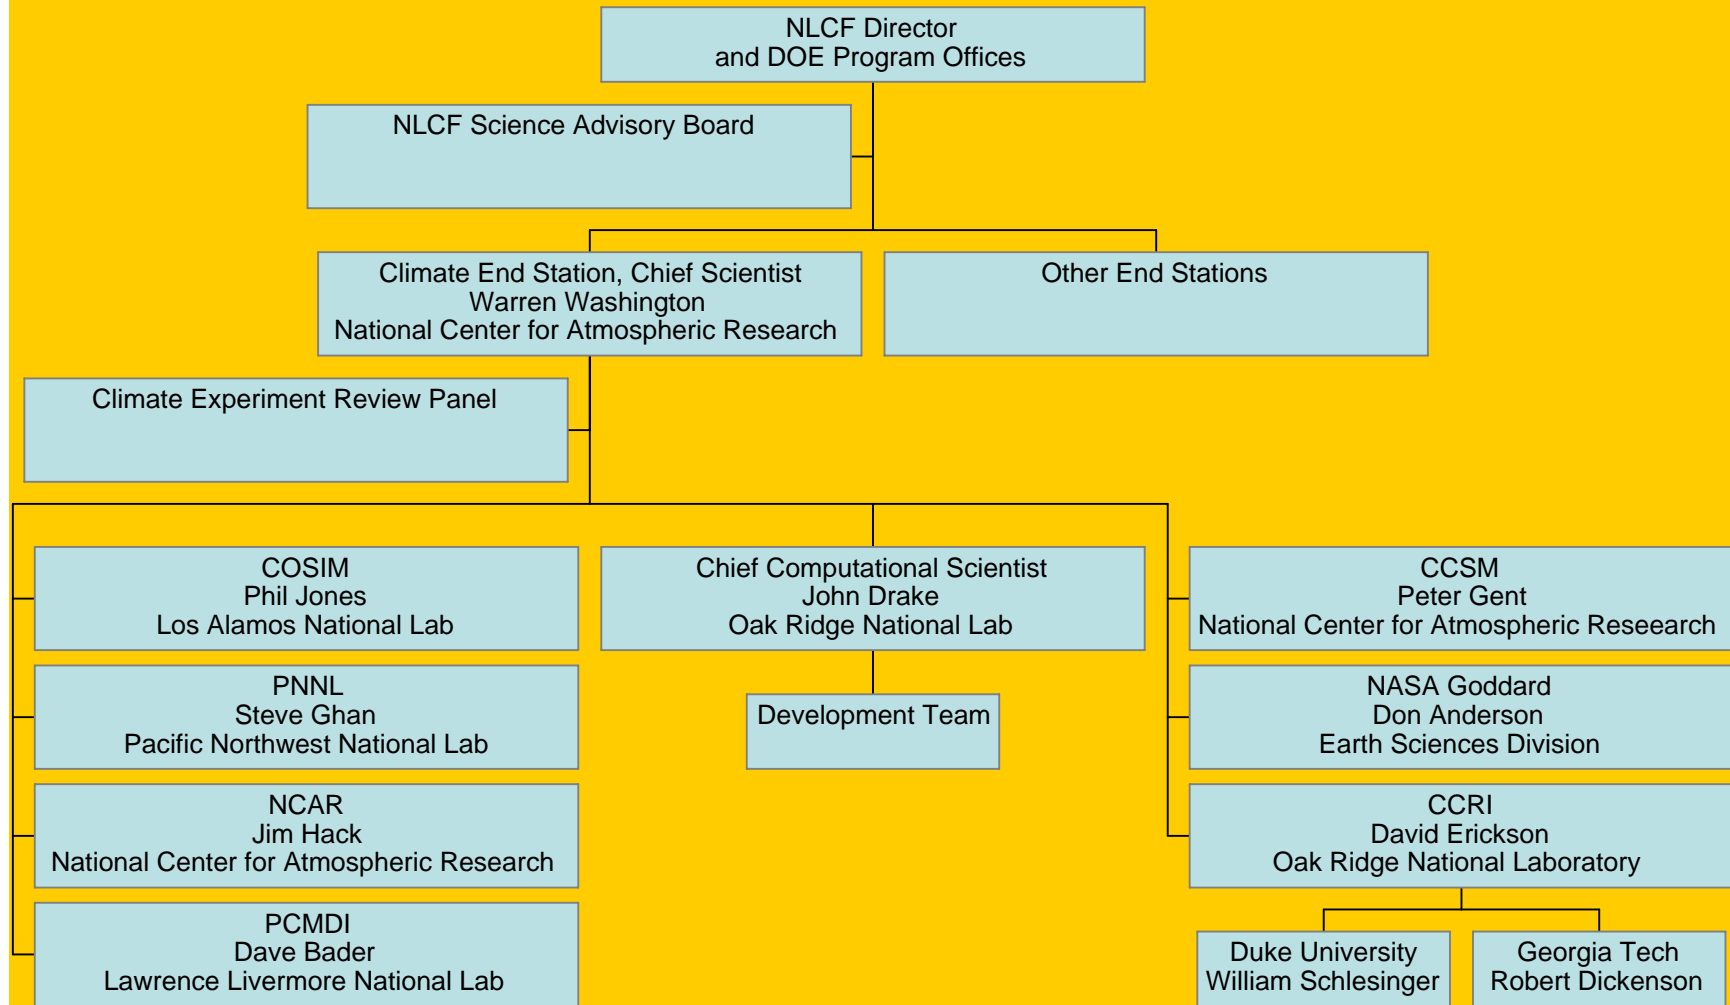 NLCF Director
and DOE Program Offices
NLCF Science Advisory Board
Climate End Station, Chief Scientist
Warren Washington
National Center for Atmospheric Research
Other End Stations
Climate Experiment Review Panel
COSIM
Phil Jones
Los Alamos National Lab
Chief Computational Scientist
John Drake
Oak Ridge National Lab
CCSM
Peter Gent
National Center for Atmospheric Reseearch
PNNL
Steve Ghan
Pacific Northwest National Lab
Development Team
NASA Goddard
Don Anderson
Earth Sciences Division
NCAR
Jim Hack
National Center for Atmospheric Research
CCRI
David Erickson
Oak Ridge National Laboratory
PCMDI
Dave Bader
Lawrence Livermore National Lab
Duke University
William Schlesinger
Georgia Tech
Robert Dickenson